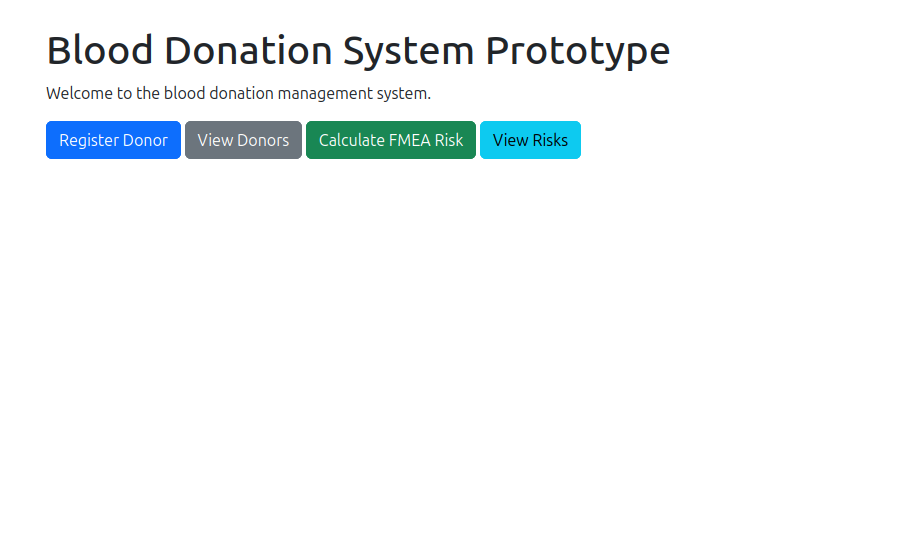 Blood Donation System Prototype
Welcome to the blood donation management system.
Register Donor View Donors Calculate FMEA Risk View Risks